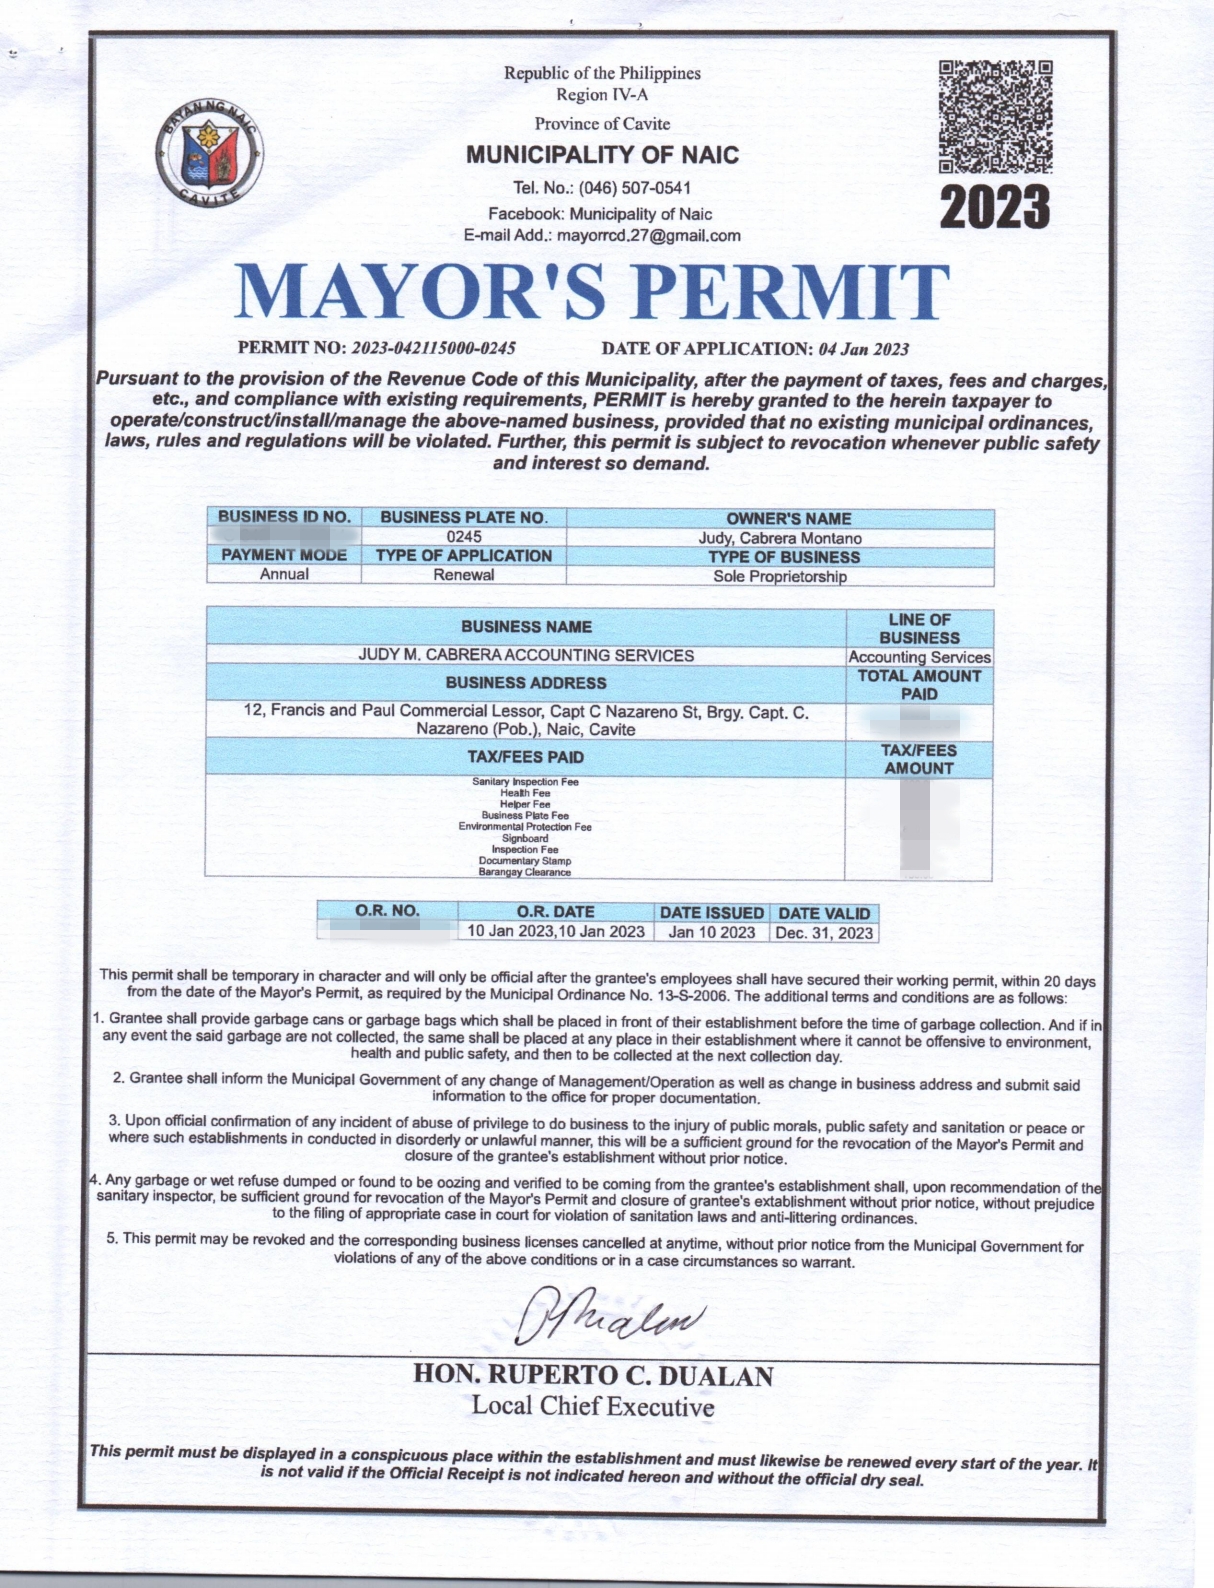 Republic of the Philippines
Region IV-A
Province of Cavite
MUNICIPALITY OF NAIC
Tel. No.: (046) 507-0541
Facebook: Municipality of Naic
E-mail Add.: mayorrcd.27@gmail.com
BAYAN NG NAIC
CAVITE
2023
MAYOR'S PERMIT
PERMIT NO: 2023-042115000-0245 DATE OF APPLICATION: 04 Jan 2023
Pursuant to the provision of the Revenue Code of this Municipality, after the payment of taxes, fees and charges,
etc., and compliance with existing requirements, PERMIT is hereby granted to the herein taxpayer to
operate/construct/install/manage the above-named business, provided that no existing municipal ordinances,
laws, rules and regulations will be violated. Further, this permit is subject to revocation whenever public safety
and interest so demand.
BUSINESS ID NO. BUSINESS PLATE NO. OWNER'S NAME
0245 Judy, Cabrera Montano
PAYMENT MODE TYPE OF APPLICATION TYPE OF BUSINESS
Annual Renewal Sole Proprietorship
BUSINESS NAME LINE OF BUSINESS
JUDY M. CABRERA ACCOUNTING SERVICES Accounting Services
BUSINESS ADDRESS TOTAL AMOUNT PAID
12, Francis and Paul Commercial Lessor, Capt C Nazareno St, Brgy. Capt. C.
Nazareno (Pob.), Naic, Cavite
TAX/FEES PAID TAX/FEES AMOUNT
Sanitary Inspection Fee
Health Fee
Helper Fee
Business Plate Fee
Environmental Protection Fee
Signboard
Inspection Fee
Documentary Stamp
Barangay Clearance
O.R. NO. O.R. DATE DATE ISSUED DATE VALID
10 Jan 2023,10 Jan 2023 Jan 10 2023 Dec. 31, 2023
This permit shall be temporary in character and will only be official after the grantee's employees shall have secured their working permit, within 20 days
from the date of the Mayor's Permit, as required by the Municipal Ordinance No. 13-S-2006. The additional terms and conditions are as follows:
1. Grantee shall provide garbage cans or garbage bags which shall be placed in front of their establishment before the time of garbage collection. And if in
any event the said garbage are not collected, the same shall be placed at any place in their establishment where it cannot be offensive to environment,
health and public safety, and then to be collected at the next collection day.
2. Grantee shall inform the Municipal Government of any change of Management/Operation as well as change in business address and submit said
information to the office for proper documentation.
3. Upon official confirmation of any incident of abuse of privilege to do business to the injury of public morals, public safety and sanitation or peace or
where such establishments in conducted in disorderly or unlawful manner, this will be a sufficient ground for the revocation of the Mayor's Permit and
closure of the grantee's establishment without prior notice.
4. Any garbage or wet refuse dumped or found to be oozing and verified to be coming from the grantee's establishment shall, upon recommendation of the
sanitary inspector, be sufficient ground for revocation of the Mayor's Permit and closure of grantee's extablishment without prior notice, without prejudice
to the filing of appropriate case in court for violation of sanitation laws and anti-littering ordinances.
5. This permit may be revoked and the corresponding business licenses cancelled at anytime, without prior notice from the Municipal Government for
violations of any of the above conditions or in a case circumstances so warrant.
HON. RUPERTO C. DUALAN
Local Chief Executive
This permit must be displayed in a conspicuous place within the establishment and must likewise be renewed every start of the year. It
is not valid if the Official Receipt is not indicated hereon and without the official dry seal.